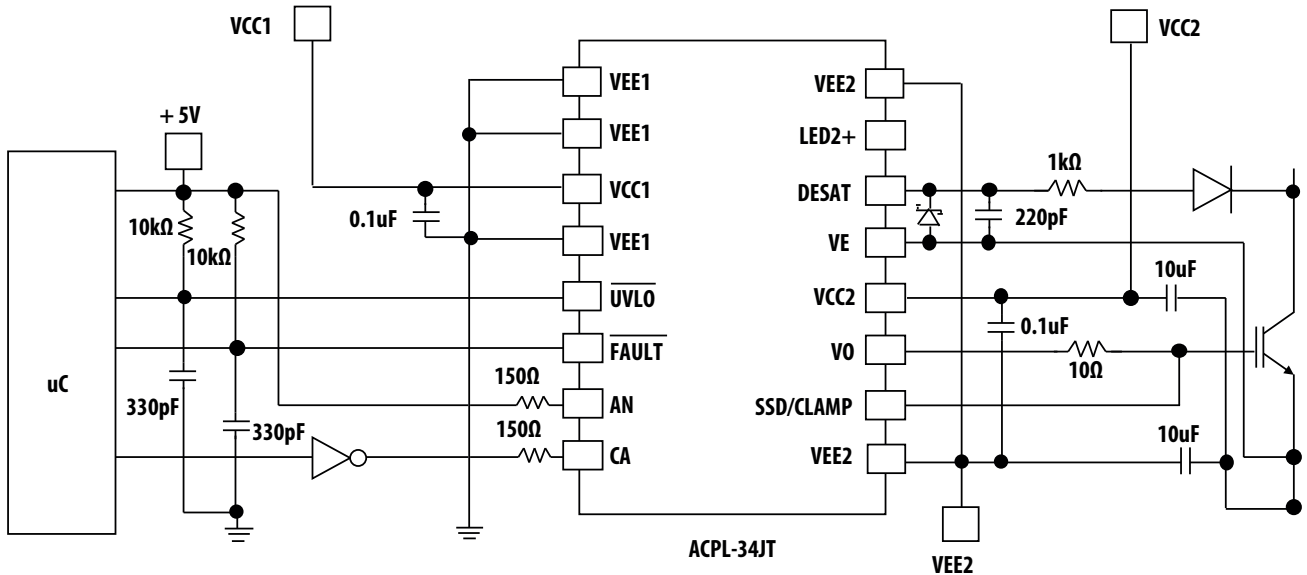 VCC1
VCC2
VEE1
VEE2
+ 5V
VEE1
LED2+
1kΩ
VCC1
DESAT
0.1uF
220pF
10kΩ
10kΩ
VEE1
VE
10uF
UVLO
VCC2
0.1uF
FAULT
VO
10Ω
uC
150Ω
330pF
AN
SSD/CLAMP
330pF
150Ω
10uF
CA
VEE2
ACPL-34JT
VEE2